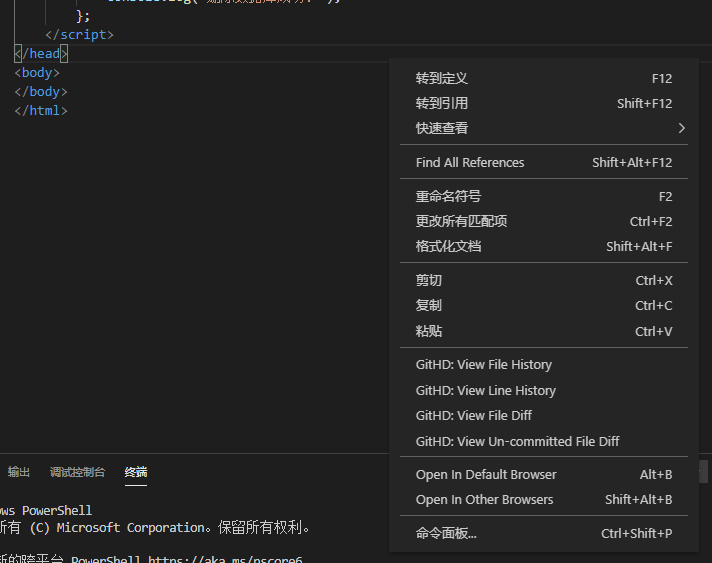 };
</script>
</head>
<body>
</body>
</html>
转到定义 F12
转到引用 Shift+F12
快速查看
Find All References Shift+Alt+F12
重命名符号 F2
更改所有匹配项 Ctrl+F2
格式化文档 Shift+Alt+F
剪切 Ctrl+X
复制 Ctrl+C
粘贴 Ctrl+V
GitHD: View File History
GitHD: View Line History
GitHD: View File Diff
GitHD: View Un-committed File Diff
Open In Default Browser Alt+B
Open In Other Browsers Shift+Alt+B
命令面板... Ctrl+Shift+P
输出 调试控制台 终端
ows PowerShell
所有 (C) Microsoft Corporation。保留所有权利。
新的跨平台 PowerShell https://aka.ms/pscore6